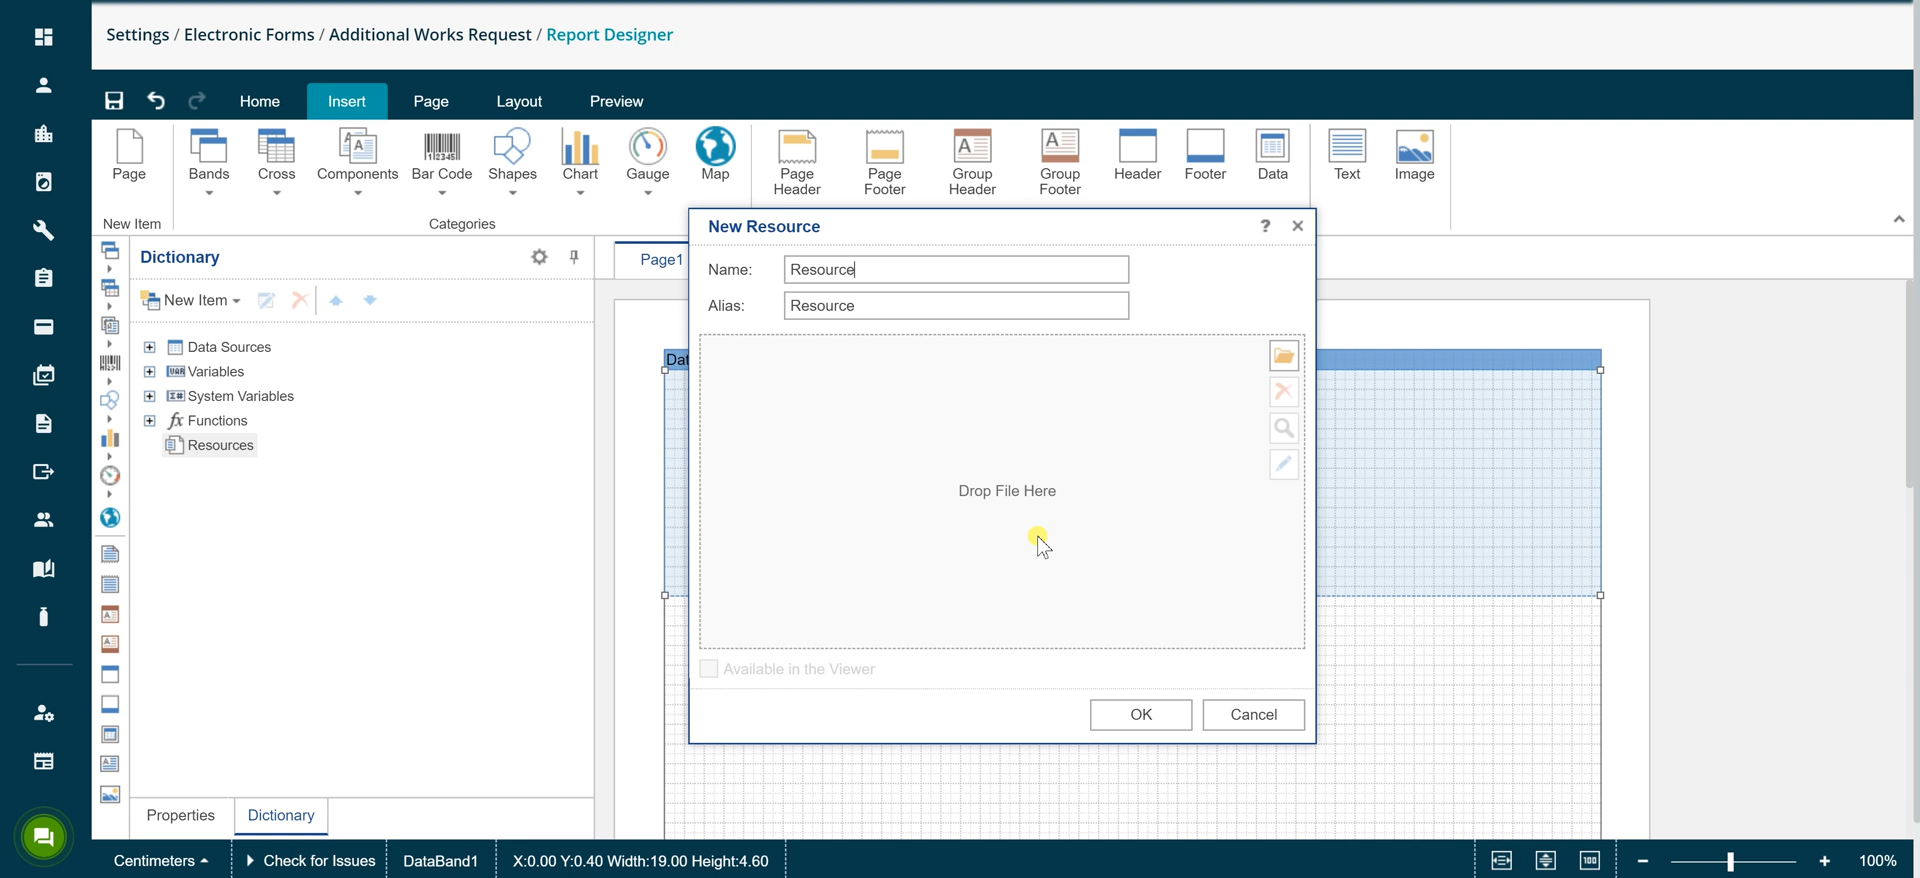 Settings / Electronic Forms / Additional Works Request / Report Designer
Home
Insert
Page
Layout
Preview
Page
Bands
Cross
Components
Bar Code
Shapes
Chart
Gauge
Map
Page Header
Page Footer
Group Header
Group Footer
Header
Footer
Data
Text
Image
New Item
Categories
Dictionary
New Item
Data Sources
Variables
System Variables
Functions
Resources
Page1
Dat
New Resource
?
Name:
Resource
Alias:
Resource
Drop File Here
Available in the Viewer
OK
Cancel
Properties
Dictionary
Centimeters
Check for Issues
DataBand1
X:0.00 Y:0.40 Width:19.00 Height:4.60
100
100%